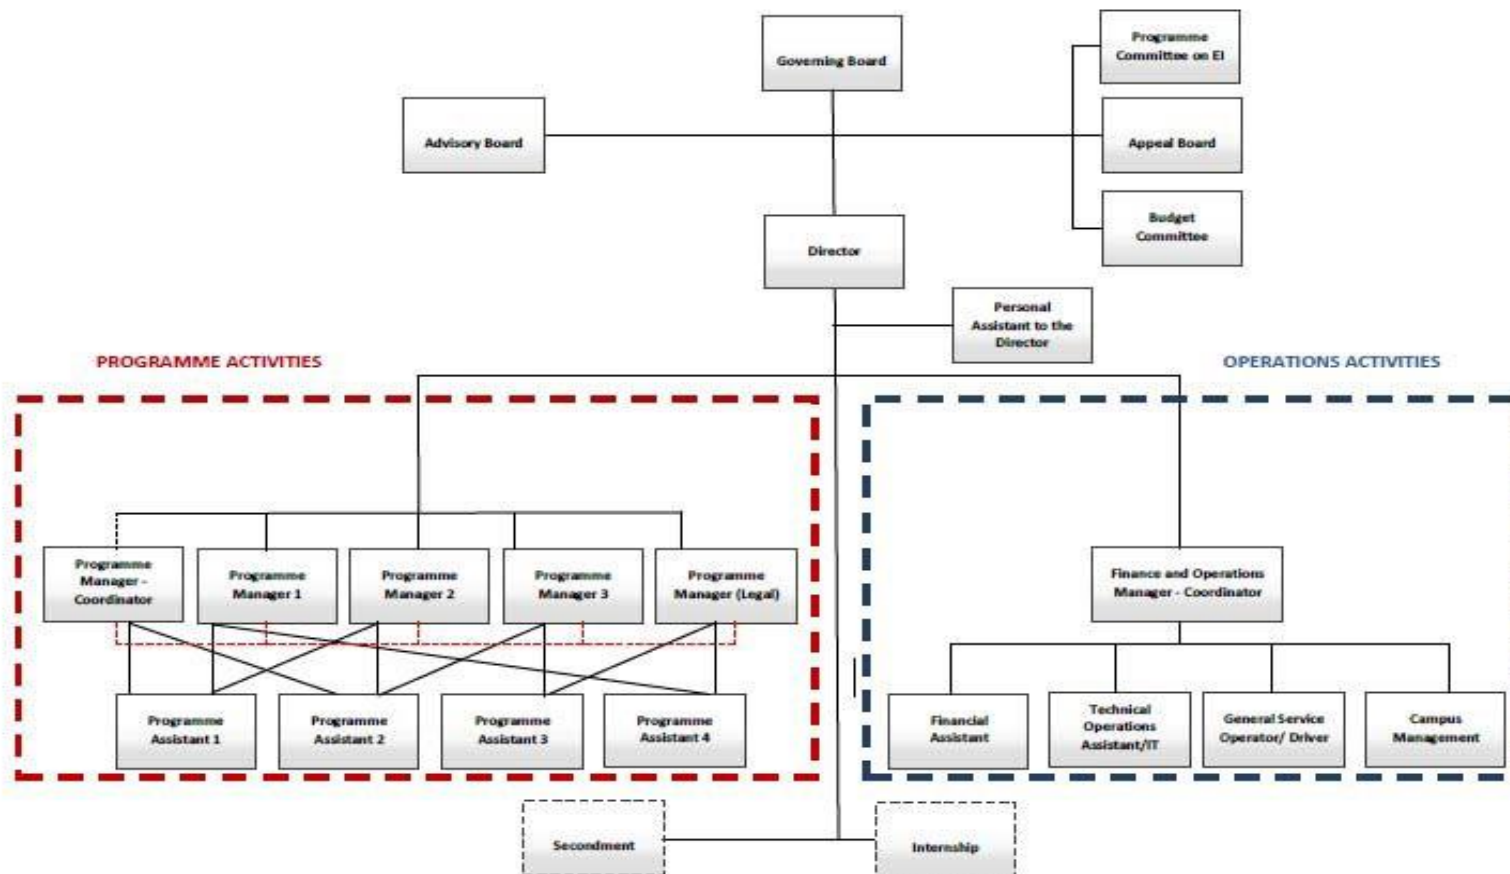 Governing Board
Programme
Committee on EI
Advisory Board
Appeal Board
Budget
Committee
Director
Personal
Assistant to the
Director
PROGRAMME ACTIVITIES
OPERATIONS ACTIVITIES
Programme
Manager -
Coordinator
Programme
Manager 1
Programme
Manager 2
Programme
Manager 3
Programme
Manager (Legal)
Finance and Operations
Manager - Coordinator
Programme
Assistant 1
Programme
Assistant 2
Programme
Assistant 3
Programme
Assistant 4
Financial
Assistant
Technical
Operations
Assistant/IT
General Service
Operator/ Driver
Campus
Management
Secondment
Internship